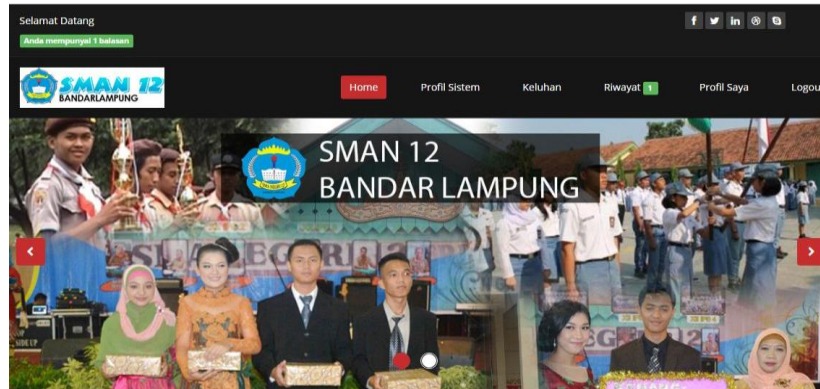 Selamat Datang
Anda mempunyai 1 balasan
SMAN 12
BANDARLAMPUNG
Home Profil Sistem Keluhan Riwayat 1 Profil Saya Logou
SMAN 12
BANDAR LAMPUNG